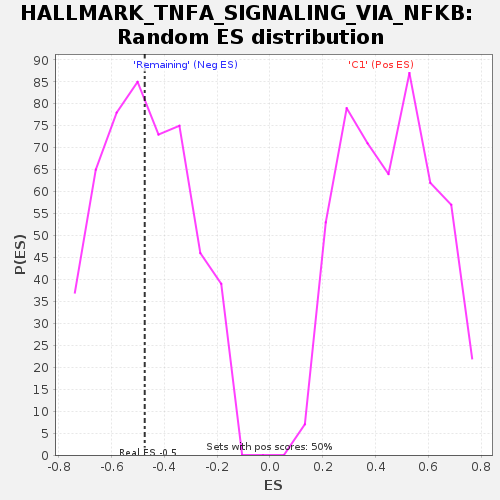 HALLMARK_TNFA_SIGNALING_VIA_NFKB:
Random ES distribution
'Remaining' (Neg ES)
'C1' (Pos ES)
90
85
80
75
70
65
60
55
50
45
40
35
30
25
20
15
10
5
0
P(ES)
Sets with pos scores: 50%
Real ES -0.5
-0.8 -0.6 -0.4 -0.2 0.0 0.2 0.4 0.6 0.8
ES